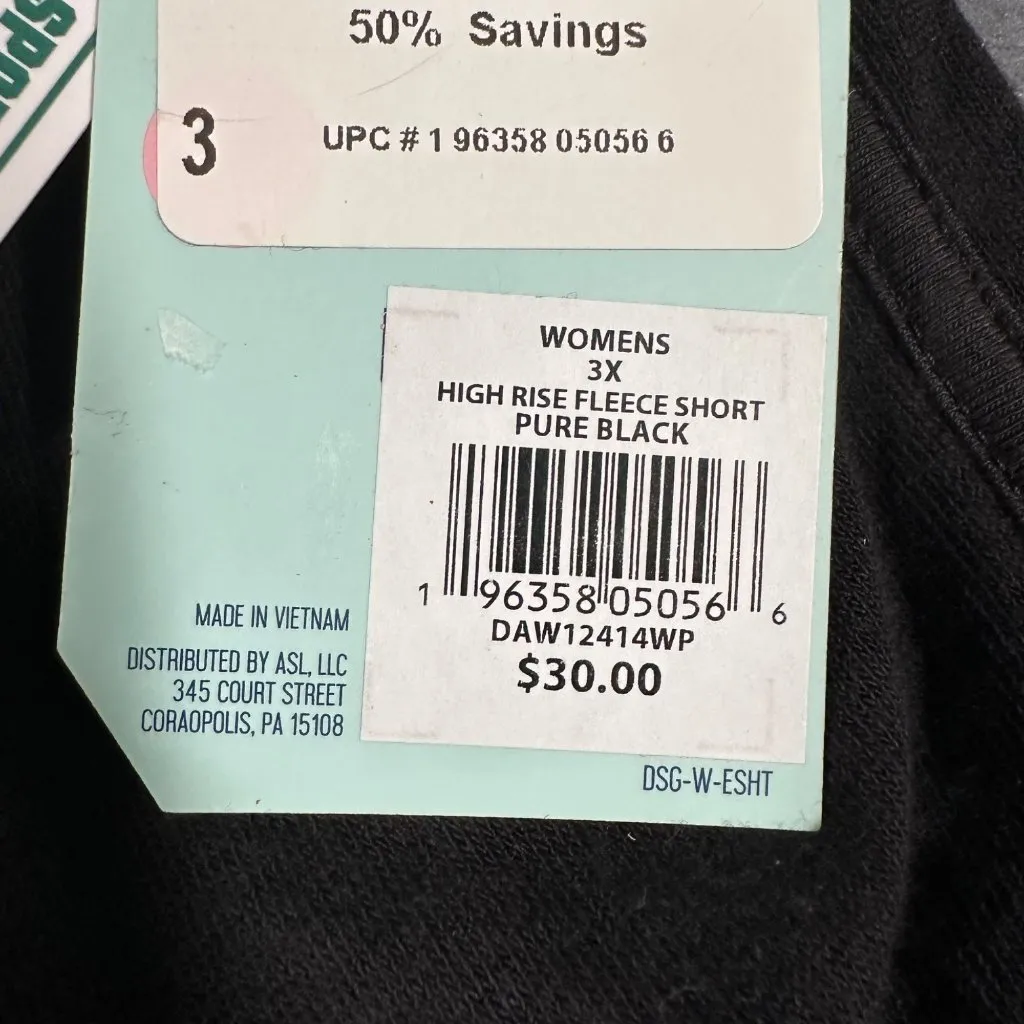 SPO
50% Savings
3
UPC # 1 96358 05056 6
WOMENS
3X
HIGH RISE FLEECE SHORT
PURE BLACK
1 96358 05056 6
DAW12414WP
$30.00
MADE IN VIETNAM
DISTRIBUTED BY ASL, LLC
345 COURT STREET
CORAOPOLIS, PA 15108
DSG-W-ESHT